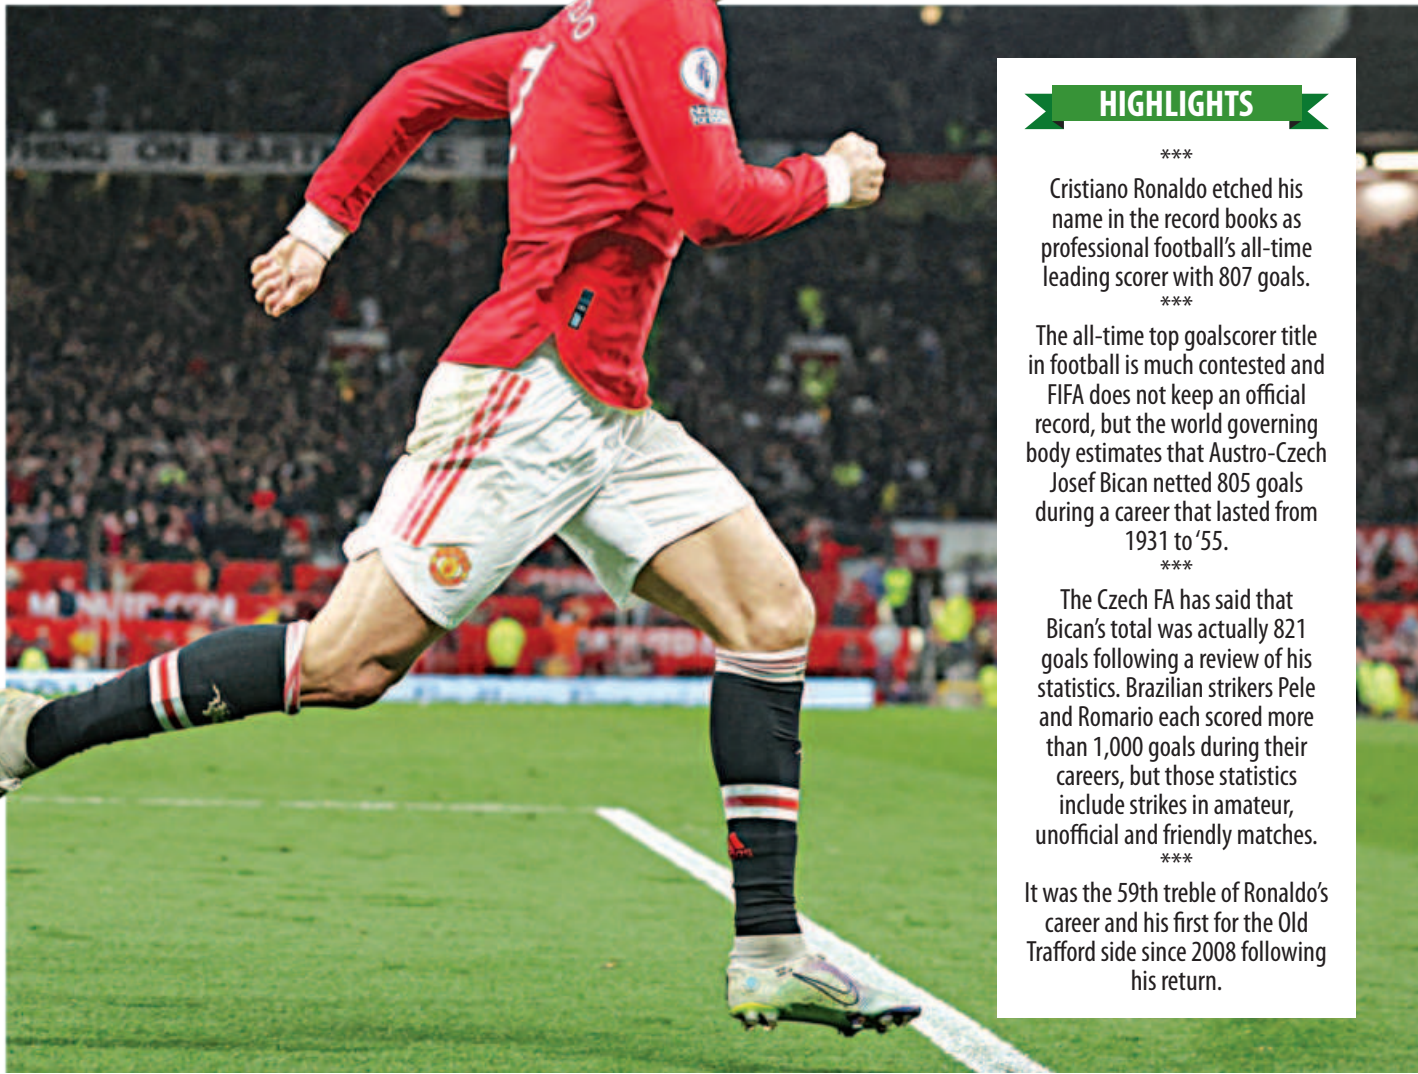 DO
7
HING ON EARTH
HIGHLIGHTS
***
Cristiano Ronaldo etched his
name in the record books as
professional football’s all-time
leading scorer with 807 goals.
***
The all-time top goalscorer title
in football is much contested and
FIFA does not keep an official
record, but the world governing
body estimates that Austro-Czech
Josef Bican netted 805 goals
during a career that lasted from
1931 to ‘55.
***
The Czech FA has said that
Bican’s total was actually 821
goals following a review of his
statistics. Brazilian strikers Pele
and Romario each scored more
than 1,000 goals during their
careers, but those statistics
include strikes in amateur,
unofficial and friendly matches.
***
It was the 59th treble of Ronaldo’s
career and his first for the Old
Trafford side since 2008 following
his return.